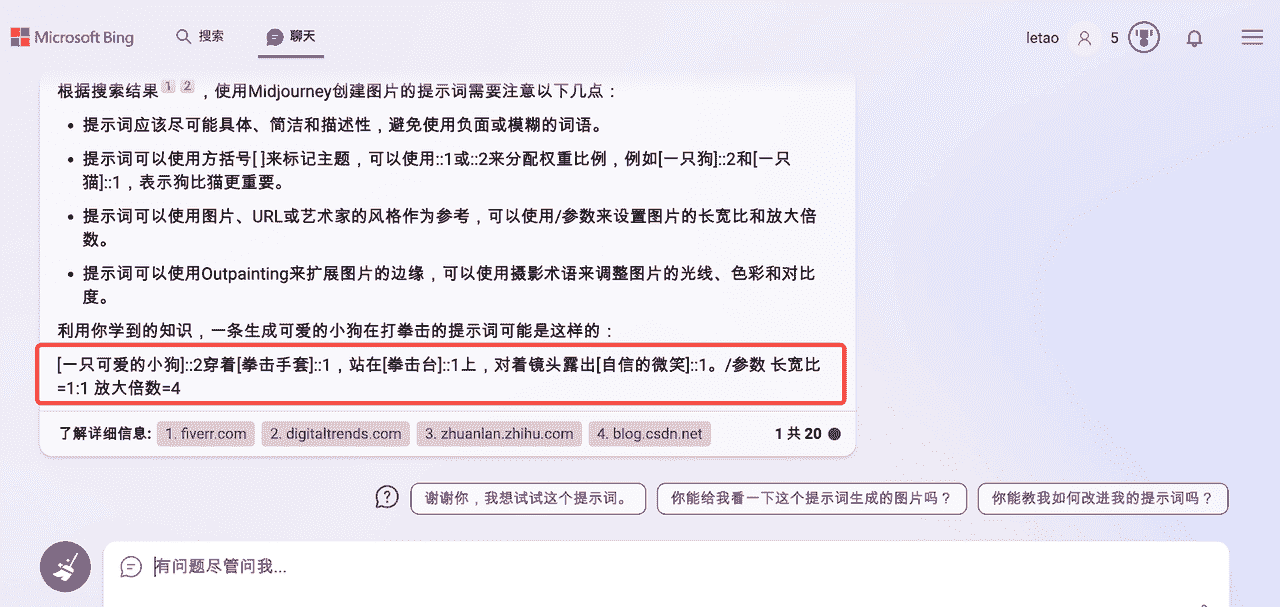 Microsoft Bing 搜索 聊天 letao 5
根据搜索结果 1 2 ，使用Midjourney创建图片的提示词需要注意以下几点：
• 提示词应该尽可能具体、简洁和描述性，避免使用负面或模糊的词语。
• 提示词可以使用方括号[ ]来标记主题，可以使用::1或::2来分配权重比例，例如[一只狗]::2和[一只
猫]::1，表示狗比猫更重要。
• 提示词可以使用图片、URL或艺术家的风格作为参考，可以使用/参数来设置图片的长宽比和放大倍
数。
• 提示词可以使用Outpainting来扩展图片的边缘，可以使用摄影术语来调整图片的光线、色彩和对比
度。
利用你学到的知识，一条生成可爱的小狗在打拳击的提示词可能是这样的：
[一只可爱的小狗]::2穿着[拳击手套]::1，站在[拳击台]::1上，对着镜头露出[自信的微笑]::1。/参数 长宽比
=1:1 放大倍数=4
了解详细信息: 1. fiverr.com 2. digitaltrends.com 3. zhuanlan.zhihu.com 4. blog.csdn.net 1 共 20
谢谢你，我想试试这个提示词。 你能给我看一下这个提示词生成的图片吗？ 你能教我如何改进我的提示词吗？
有问题尽管问我...